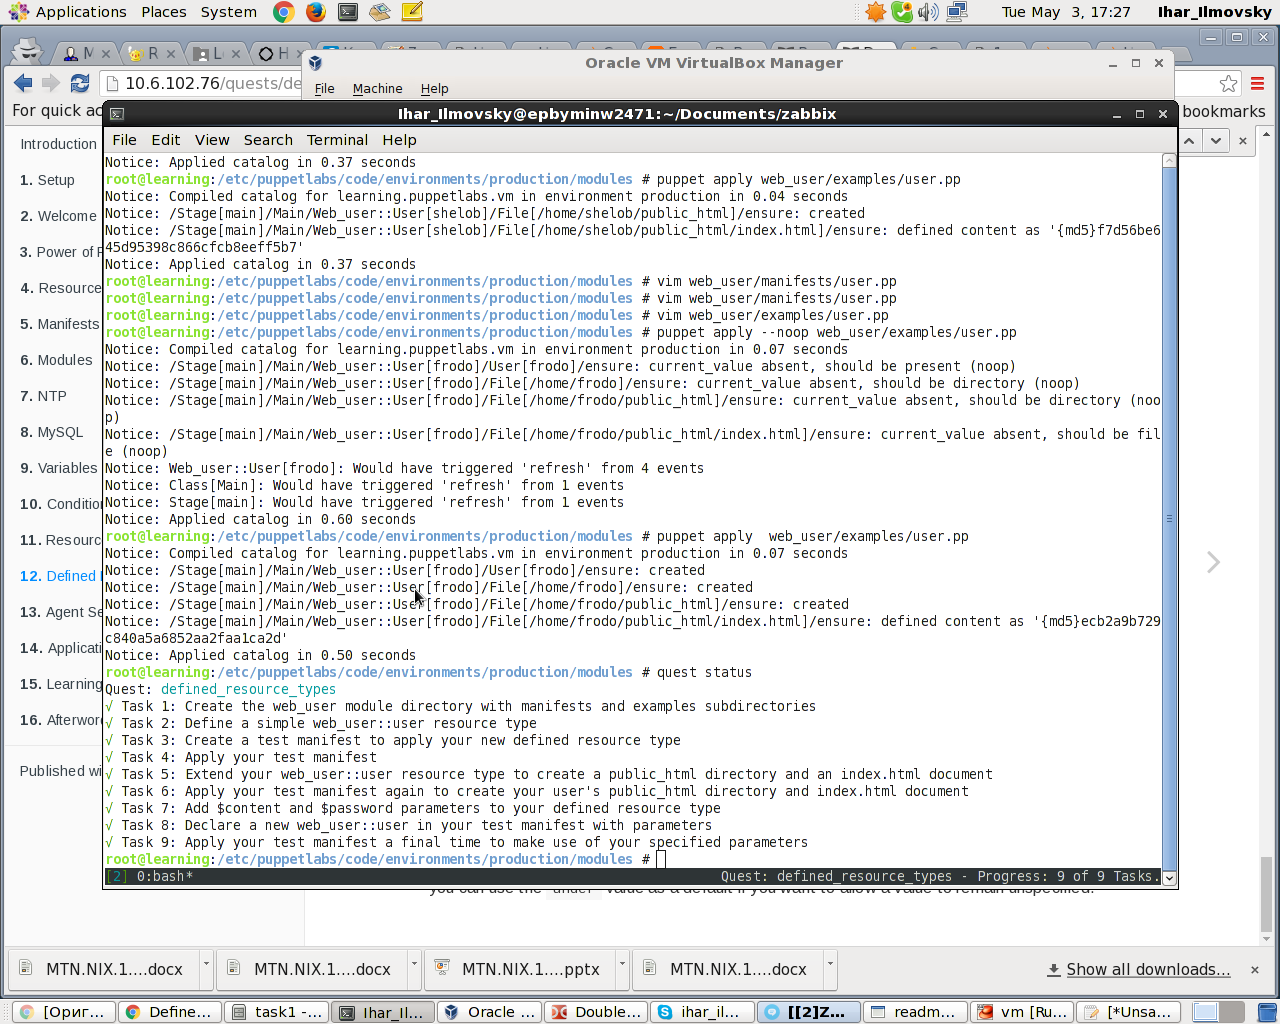 Applications Places System
Tue May 3, 17:27 Ihar_Ilmovsky
M
R
L
H
10.6.102.76/quests/de
For quick ac
bookmarks
Oracle VM VirtualBox Manager
File Machine Help
Ihar_Ilmovsky@epbyminw2471:~/Documents/zabbix
File Edit View Search Terminal Help
Introduction
1. Setup
2. Welcome
3. Power of P
4. Resource
5. Manifests
6. Modules
7. NTP
8. MySQL
9. Variables
10. Condition
11. Resourc
12. Defined
13. Agent Se
14. Applicati
15. Learning
16. Afterwor
Published wi
Notice: Applied catalog in 0.37 seconds
root@learning:/etc/puppetlabs/code/environments/production/modules # puppet apply web_user/examples/user.pp
Notice: Compiled catalog for learning.puppetlabs.vm in environment production in 0.04 seconds
Notice: /Stage[main]/Main/Web_user::User[shelob]/File[/home/shelob/public_html]/ensure: created
Notice: /Stage[main]/Main/Web_user::User[shelob]/File[/home/shelob/public_html/index.html]/ensure: defined content as '{md5}f7d56be6
45d95398c866cfcb8eeff5b7'
Notice: Applied catalog in 0.37 seconds
root@learning:/etc/puppetlabs/code/environments/production/modules # vim web_user/manifests/user.pp
root@learning:/etc/puppetlabs/code/environments/production/modules # vim web_user/manifests/user.pp
root@learning:/etc/puppetlabs/code/environments/production/modules # vim web_user/examples/user.pp
root@learning:/etc/puppetlabs/code/environments/production/modules # puppet apply --noop web_user/examples/user.pp
Notice: Compiled catalog for learning.puppetlabs.vm in environment production in 0.07 seconds
Notice: /Stage[main]/Main/Web_user::User[frodo]/User[frodo]/ensure: current_value absent, should be present (noop)
Notice: /Stage[main]/Main/Web_user::User[frodo]/File[/home/frodo]/ensure: current_value absent, should be directory (noop)
Notice: /Stage[main]/Main/Web_user::User[frodo]/File[/home/frodo/public_html]/ensure: current_value absent, should be directory (noo
p)
Notice: /Stage[main]/Main/Web_user::User[frodo]/File[/home/frodo/public_html/index.html]/ensure: current_value absent, should be fil
e (noop)
Notice: Web_user::User[frodo]: Would have triggered 'refresh' from 4 events
Notice: Class[Main]: Would have triggered 'refresh' from 1 events
Notice: Stage[main]: Would have triggered 'refresh' from 1 events
Notice: Applied catalog in 0.60 seconds
root@learning:/etc/puppetlabs/code/environments/production/modules # puppet apply  web_user/examples/user.pp
Notice: Compiled catalog for learning.puppetlabs.vm in environment production in 0.07 seconds
Notice: /Stage[main]/Main/Web_user::User[frodo]/User[frodo]/ensure: created
Notice: /Stage[main]/Main/Web_user::User[frodo]/File[/home/frodo]/ensure: created
Notice: /Stage[main]/Main/Web_user::User[frodo]/File[/home/frodo/public_html]/ensure: created
Notice: /Stage[main]/Main/Web_user::User[frodo]/File[/home/frodo/public_html/index.html]/ensure: defined content as '{md5}ecb2a9b729
c840a5a6852aa2faa1ca2d'
Notice: Applied catalog in 0.50 seconds
root@learning:/etc/puppetlabs/code/environments/production/modules # quest status
Quest: defined_resource_types
√ Task 1: Create the web_user module directory with manifests and examples subdirectories
√ Task 2: Define a simple web_user::user resource type
√ Task 3: Create a test manifest to apply your new defined resource type
√ Task 4: Apply your test manifest
√ Task 5: Extend your web_user::user resource type to create a public_html directory and an index.html document
√ Task 6: Apply your test manifest again to create your user's public_html directory and index.html document
√ Task 7: Add $content and $password parameters to your defined resource type
√ Task 8: Declare a new web_user::user in your test manifest with parameters
√ Task 9: Apply your test manifest a final time to make use of your specified parameters
root@learning:/etc/puppetlabs/code/environments/production/modules #
[2] 0:bash* Quest: defined_resource_types - Progress: 9 of 9 Tasks.
you can use the value as a default if you want to allow a value to remain unspecified.
MTN.NIX.1....docx MTN.NIX.1....docx MTN.NIX.1....pptx MTN.NIX.1....docx Show all downloads...
[Ориг... Define... task1 -... Ihar_Il... Oracle ... Double... ihar_il... [[2]Z... readm... vm [Ru... [*Unsa...